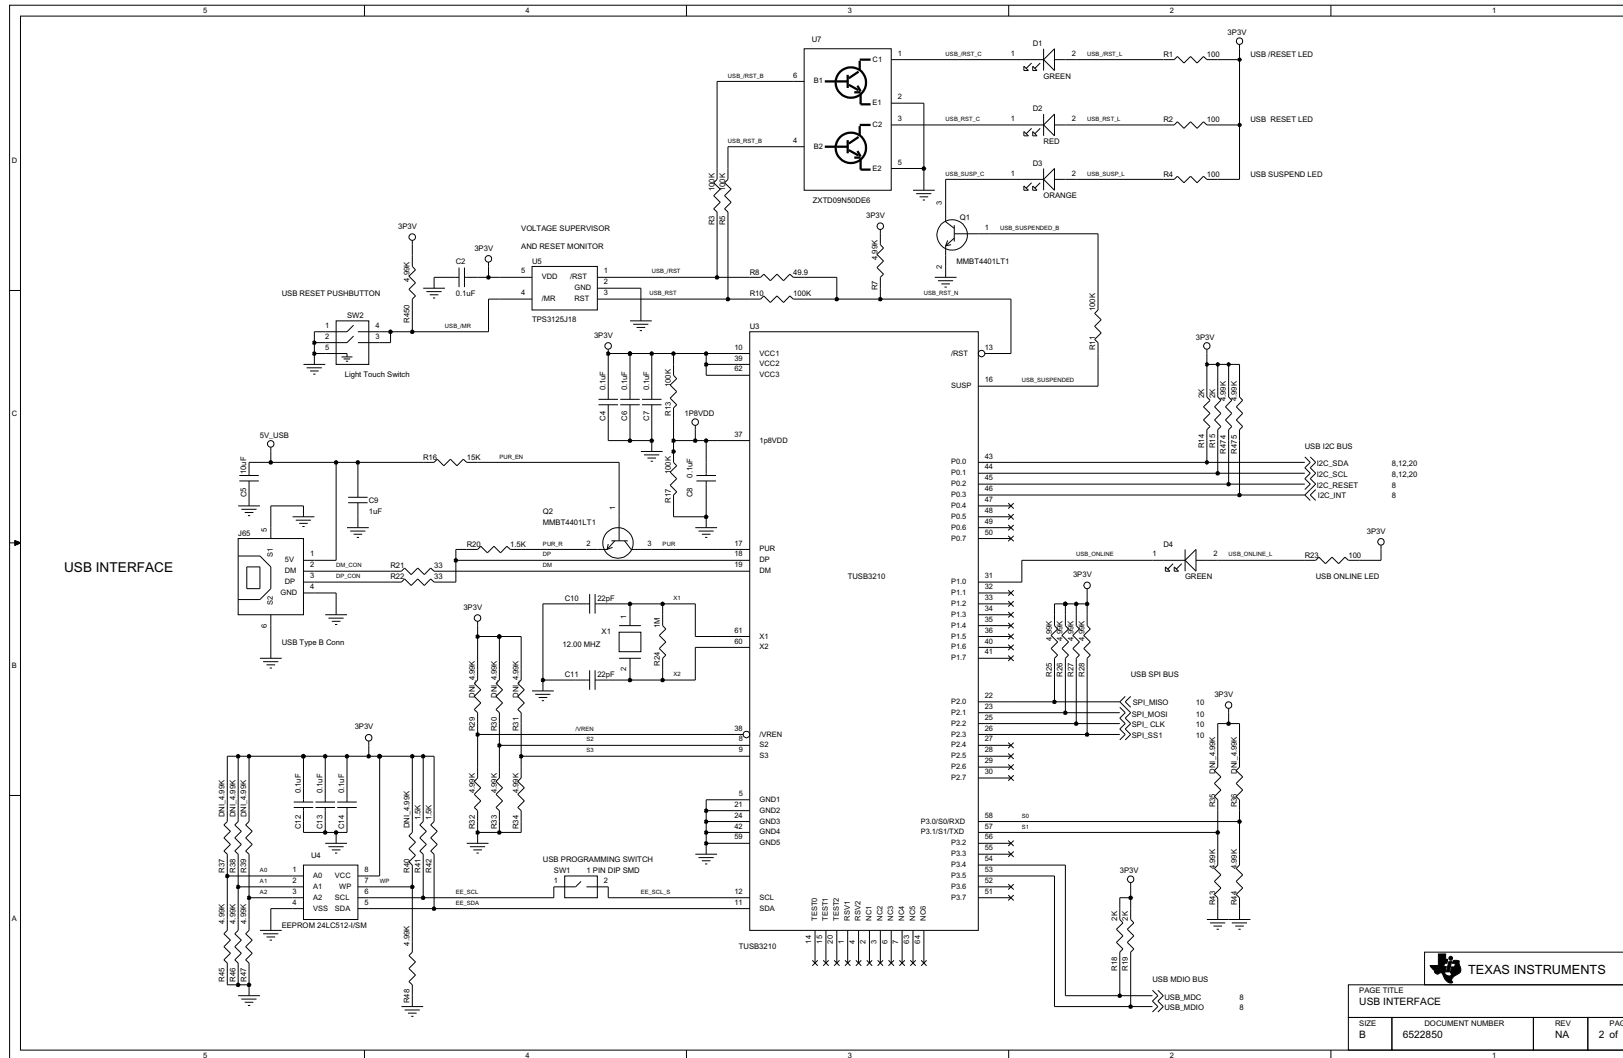 5 4 3 2 1
D
C
B
A
U7
B1
B2
C1
E1
C2
E2
6
4
1
2
3
5
ZXTD09N50DE6
USB_/RST_B
USB_RST_B
USB_/RST_C 1 D1 2 USB_/RST_L R1 100
GREEN
3P3V
USB /RESET LED
USB_RST_C 1 D2 2 USB_RST_L R2 100
RED
USB RESET LED
USB_SUSP_C 1 D3 2 USB_SUSP_L R4 100
ORANGE
USB SUSPEND LED
Q1
3
1 USB_SUSPENDED_B
2
MMBT4401LT1
R3 100K
R5 100K
3P3V
4.99K
R7
3P3V
4.99K
R450
3P3V
C2
0.1uF
VOLTAGE SUPERVISOR
AND RESET MONITOR
U5
5 VDD /RST 1 USB_/RST
GND 2
4 /MR RST 3 USB_RST
TPS3125J18
R8 49.9
R10 100K
USB_RST_N
R11 100K
USB RESET PUSHBUTTON
SW2
1 4
2 3
5
USB_/MR
Light Touch Switch
U3
10 VCC1
39 VCC2
62 VCC3
37 1p8VDD
17 PUR
18 DP
19 DM
61 X1
60 X2
38 /VREN
8 S2
9 S3
5 GND1
21 GND2
24 GND3
42 GND4
59 GND5
12 SCL
11 SDA
TUSB3210
TUSB3210
/RST 13
SUSP 16 USB_SUSPENDED
P0.0 43
P0.1 44
P0.2 45
P0.3 46
P0.4 47
P0.5 48
P0.6 49
P0.7 50
P1.0 31
P1.1 32
P1.2 33
P1.3 34
P1.4 35
P1.5 36
P1.6 40
P1.7 41
P2.0 22
P2.1 23
P2.2 25
P2.3 26
P2.4 27
P2.5 28
P2.6 29
P2.7 30
P3.0/S0/RXD 58 S0
P3.1/S1/TXD 57 S1
P3.2 56
P3.3 55
P3.4 54
P3.5 53
P3.6 52
P3.7 51
TEST0 14
TEST1 15
TEST2 20
RSV1 1
RSV2 4
NC1 2
NC2 3
NC3 6
NC4 7
NC5 63
NC6 64
3P3V
C4 0.1uF
C6 0.1uF
C7 0.1uF
R13 100K
1P8VDD
R17 100K
C8 0.1uF
3P3V
R14 2K
R15 2K
R474 4.99K
R475 4.99K
USB I2C BUS
I2C_SDA 8,12,20
I2C_SCL 8,12,20
I2C_RESET 8
I2C_INT 8
5V_USB
C5 10uF
C9
1uF
R16 15K PUR_EN
Q2
MMBT4401LT1
1
R20 1.5K PUR_R 2 3 PUR
DP
DM
J65
5 S1
S2 6
5V 1
DM 2 DM_CON R21 33
DP 3 DP_CON R22 33
GND 4
USB Type B Conn
USB INTERFACE
C10 22pF X1
X1
12.00 MHZ
1
2
R24 1M
C11 22pF X2
USB_ONLINE 1 D4 2 USB_ONLINE_L R23 100
GREEN
3P3V
USB ONLINE LED
3P3V
R25 4.99K
R26 4.99K
R27 4.99K
R28 4.99K
USB SPI BUS
SPI_MISO 10
SPI_MOSI 10
SPI_ CLK 10
SPI_SS1 10
3P3V
R35 DNI_4.99K
R36 DNI_4.99K
R43 4.99K
R44 4.99K
3P3V
R29 DNI_4.99K
R30 DNI_4.99K
R31 DNI_4.99K
/VREN
S2
S3
R32 4.99K
R33 4.99K
R34 4.99K
3P3V
R37 DNI_4.99K
R38 DNI_4.99K
R39 DNI_4.99K
C12 0.1uF
C13 0.1uF
C14 0.1uF
R40 DNI_4.99K
R41 1.5K
R42 1.5K
U4
A0 1 A0 VCC 8
A1 2 A1 WP 7 WP
A2 3 A2 SCL 6 EE_SCL
4 VSS SDA 5 EE_SDA
EEPROM 24LC512-I/SM
R45 4.99K
R46 4.99K
R47 4.99K
R48 4.99K
USB PROGRAMMING SWITCH
SW1 1 PIN DIP SMD
1 2 EE_SCL_S
3P3V
R18 2K
R19 2K
USB MDIO BUS
USB_MDC 8
USB_MDIO 8
TEXAS INSTRUMENTS
PAGE TITLE
USB INTERFACE
SIZE DOCUMENT NUMBER REV
B 6522850 NA 2 of
5 4 3 2 1